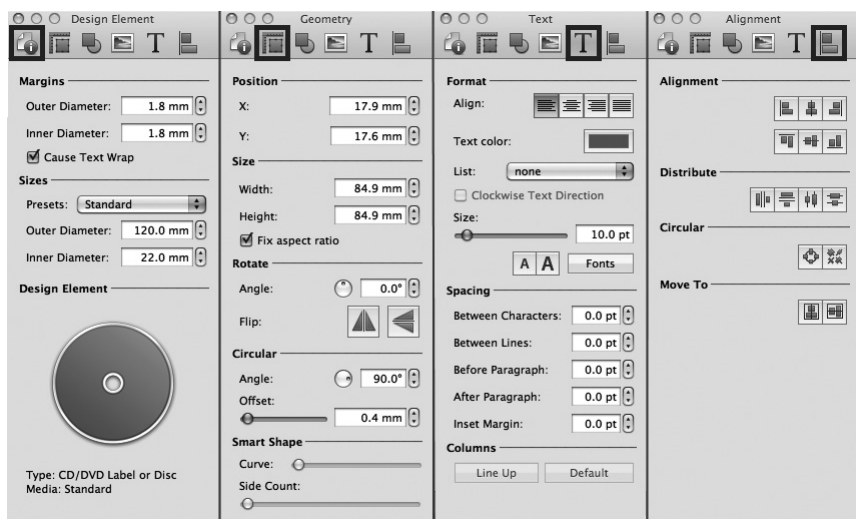 Design Element
Margins
Outer Diameter: 1.8 mm
Inner Diameter: 1.8 mm
Cause Text Wrap
Sizes
Presets: Standard
Outer Diameter: 120.0 mm
Inner Diameter: 22.0 mm
Design Element
Type: CD/DVD Label or Disc
Media: Standard
Geometry
Position
X: 17.9 mm
Y: 17.6 mm
Size
Width: 84.9 mm
Height: 84.9 mm
Fix aspect ratio
Rotate
Angle: 0.0°
Flip:
Circular
Angle: 90.0°
Offset:
0.4 mm
Smart Shape
Curve:
Side Count:
Text
T
Format
Align:
Text color:
List: none
Clockwise Text Direction
Size:
10.0 pt
A A Fonts
Spacing
Between Characters: 0.0 pt
Between Lines: 0.0 pt
Before Paragraph: 0.0 pt
After Paragraph: 0.0 pt
Inset Margin: 0.0 pt
Columns
Line Up Default
Alignment
Alignment
Distribute
Circular
Move To